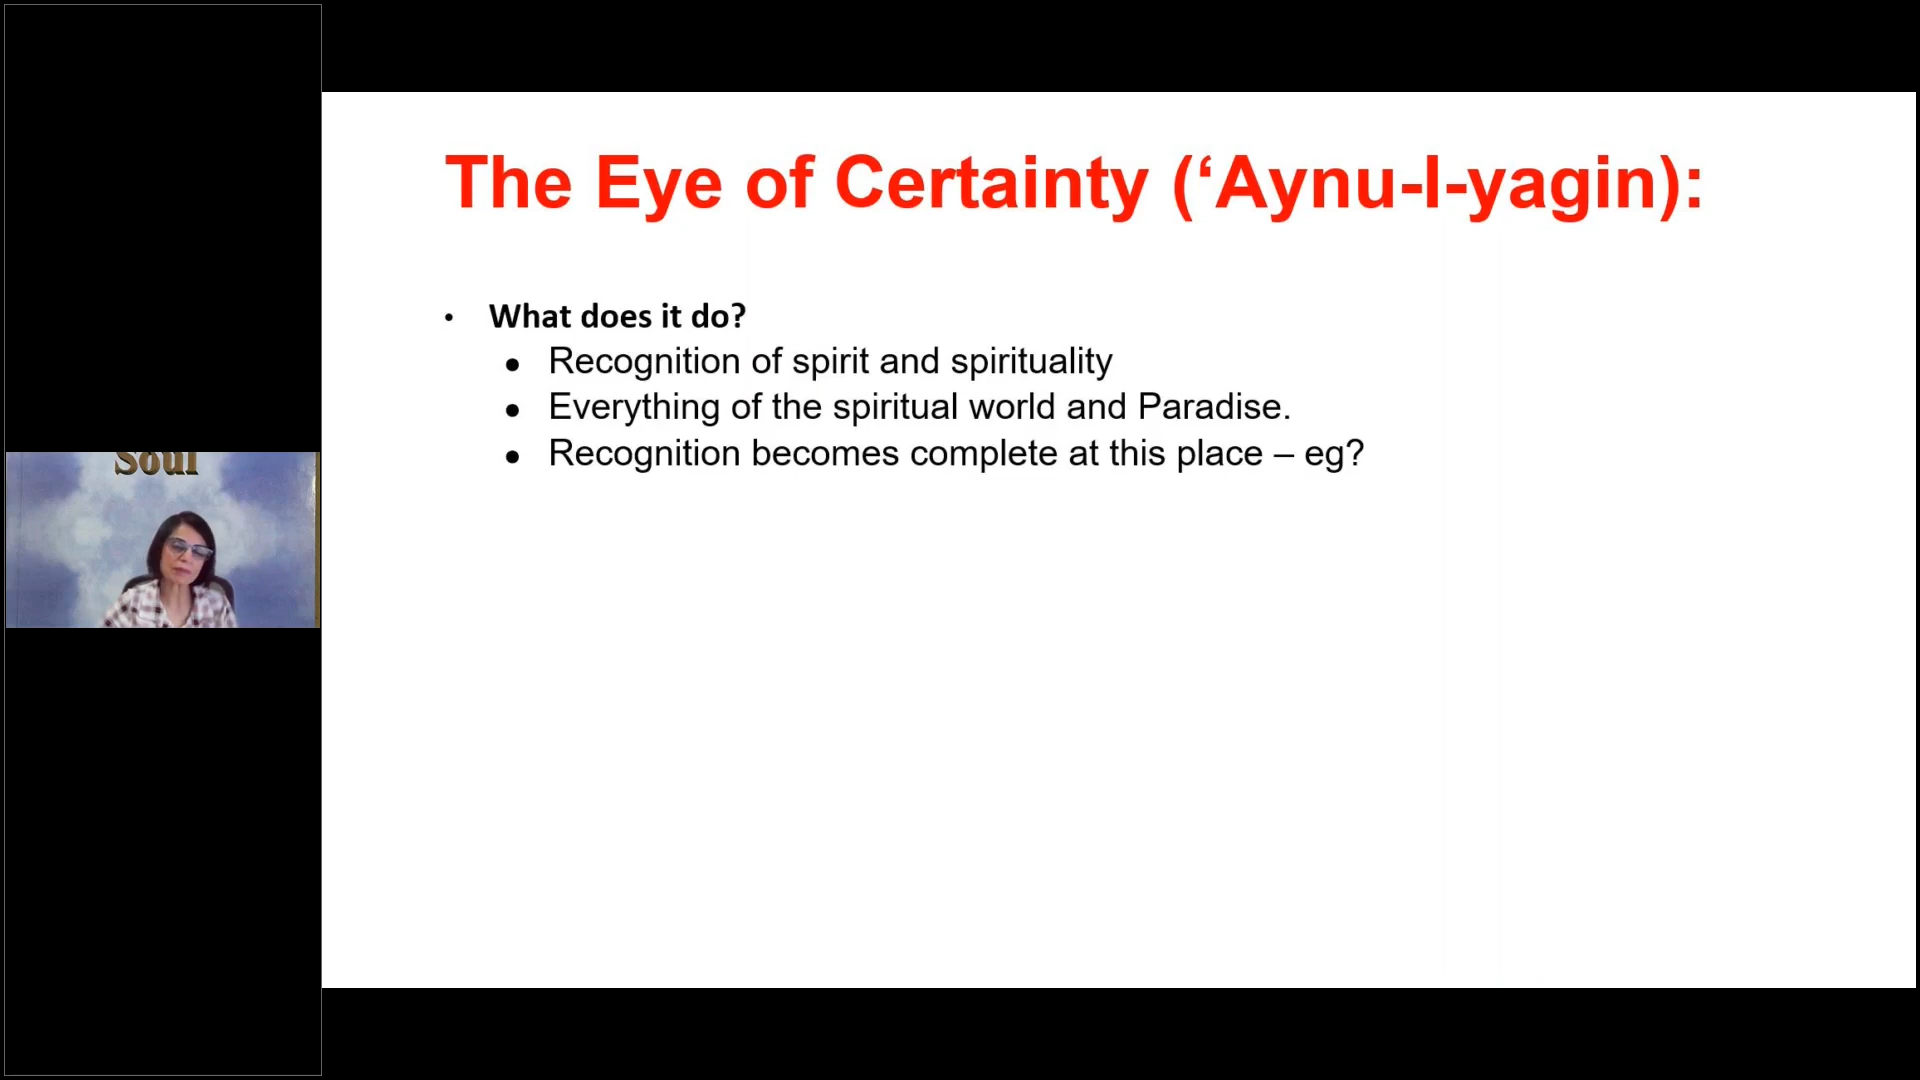 The Eye of Certainty (‘Aynu-l-yagin):
• What does it do?
● Recognition of spirit and spirituality
● Everything of the spiritual world and Paradise.
● Recognition becomes complete at this place – eg?
Soul